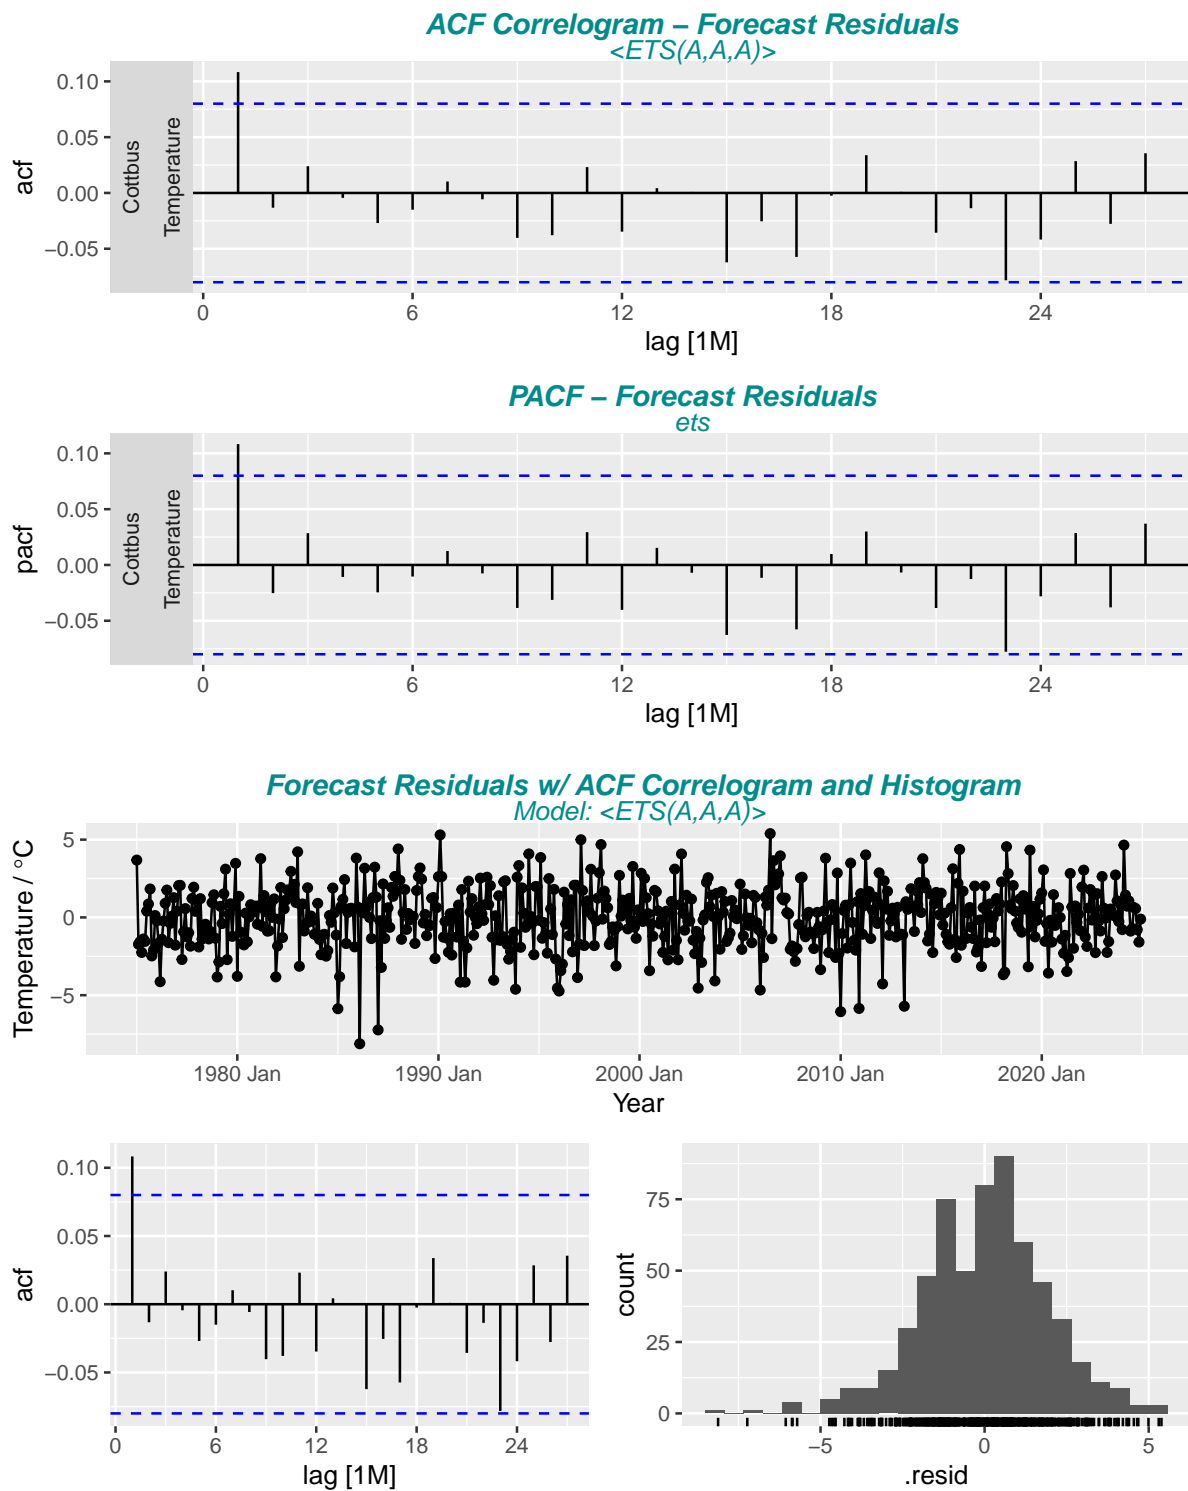 ACF Correlogram – Forecast Residuals
<ETS(A,A,A)>
acf
Cottbus
Temperature
0.10
0.05
0.00
−0.05
0 6 12 18 24
lag [1M]
PACF – Forecast Residuals
ets
pacf
Cottbus
Temperature
0.10
0.05
0.00
−0.05
0 6 12 18 24
lag [1M]
Forecast Residuals w/ ACF Correlogram and Histogram
Model: <ETS(A,A,A)>
Temperature / °C
5
0
−5
1980 Jan 1990 Jan 2000 Jan 2010 Jan 2020 Jan
Year
acf
0.10
0.05
0.00
−0.05
0 6 12 18 24
lag [1M]
count
75
50
25
0
−5 0 5
.resid